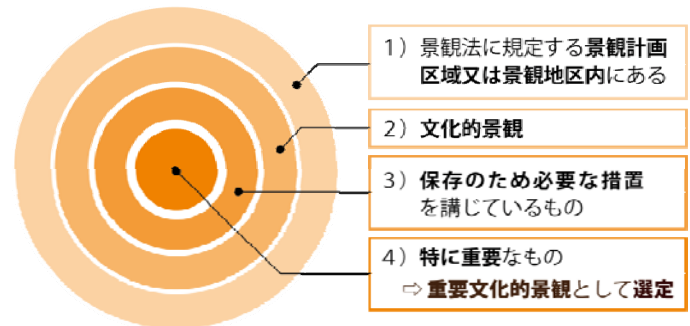 1）景観法に規定する景観計画
区域又は景観地区内にある
2）文化的景観
3）保存のため必要な措置
を講じているもの
4）特に重要なもの
⇨重要文化的景観として選定